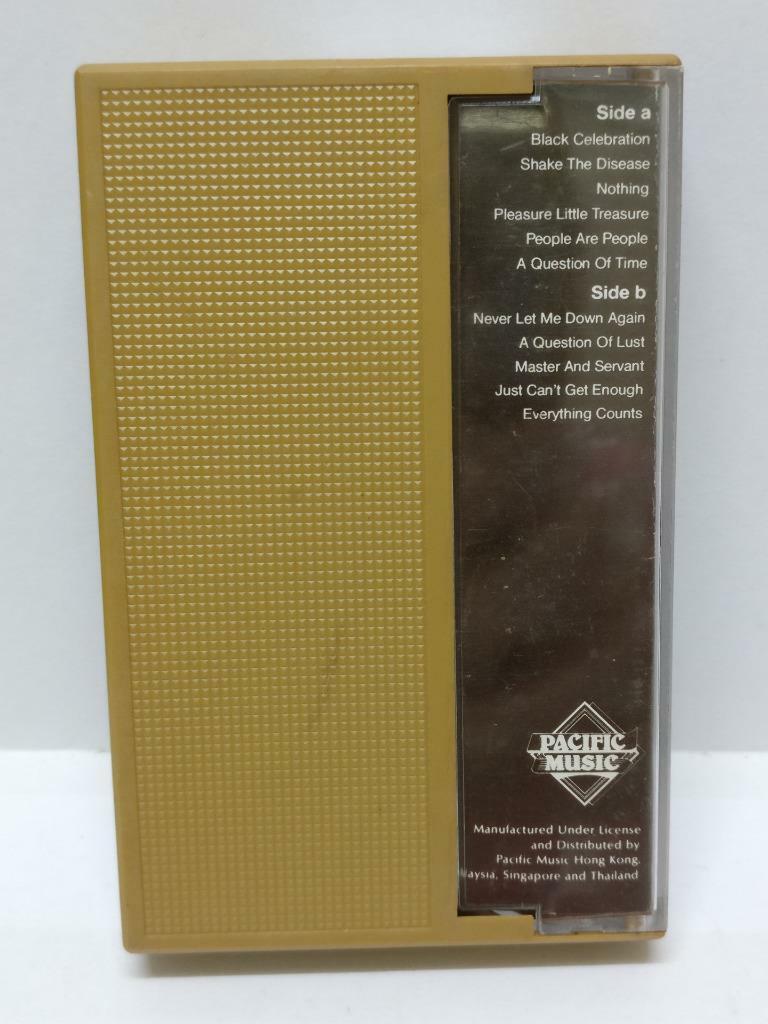 Side a
Black Celebration
Shake The Disease
Nothing
Pleasure Little Treasure
People Are People
A Question Of Time
Side b
Never Let Me Down Again
A Question Of Lust
Master And Servant
Just Can't Get Enough
Everything Counts
PACIFIC
MUSIC
Manufactured Under License
and Distributed by
Pacific Music Hong Kong,
aysia, Singapore and Thailand